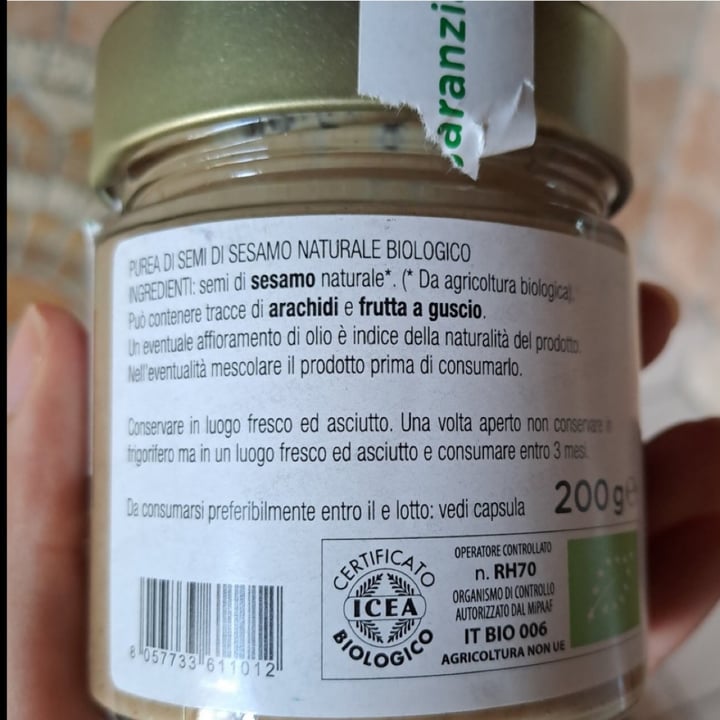 garanzia
PUREA DI SEMI DI SESAMO NATURALE BIOLOGICO
INGREDIENTI: semi di sesamo naturale*. (* Da agricoltura biologica).
Può contenere tracce di arachidi e frutta a guscio.
Un eventuale affioramento di olio è indice della naturalità del prodotto.
Nell'eventualità mescolare il prodotto prima di consumarlo.
Conservare in luogo fresco ed asciutto. Una volta aperto non conservare in
frigorifero ma in un luogo fresco ed asciutto e consumare entro 3 mesi.
Da consumarsi preferibilmente entro il e lotto: vedi capsula 200g℮
CERTIFICATO
ICEA
BIOLOGICO
OPERATORE CONTROLLATO
n. RH70
ORGANISMO DI CONTROLLO
AUTORIZZATO DAL MiPAAF
IT BIO 006
AGRICOLTURA NON UE
8 057733 611012